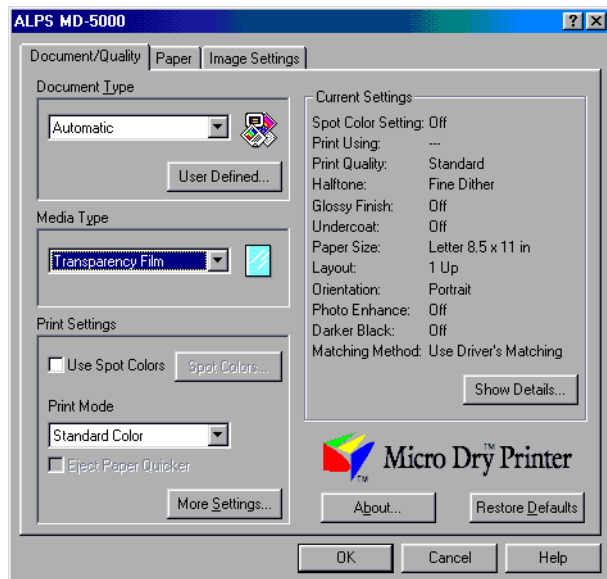 ALPS MD-5000
Document/Quality Paper Image Settings
Document Type
Automatic
User Defined...
Media Type
Transparency Film
Print Settings
Use Spot Colors Spot Colors...
Print Mode
Standard Color
Eject Paper Quicker
More Settings...
Current Settings
Spot Color Setting: Off
Print Using: ---
Print Quality: Standard
Halftone: Fine Dither
Glossy Finish: Off
Undercoat: Off
Paper Size: Letter 8.5 x 11 in
Layout: 1 Up
Orientation: Portrait
Photo Enhance: Off
Darker Black: Off
Matching Method: Use Driver's Matching
Show Details...
Micro Dry™ Printer
TM
About... Restore Defaults
OK Cancel Help